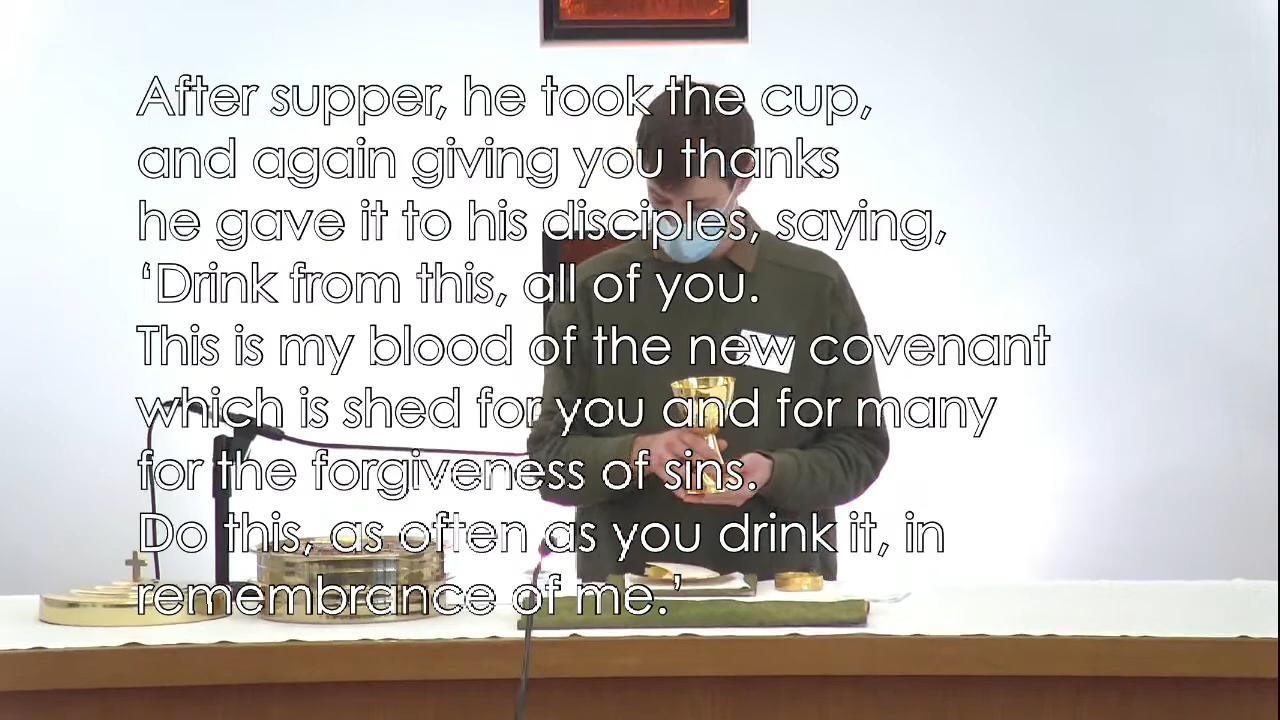 After supper, he took the cup,
and again giving you thanks
he gave it to his disciples, saying,
‘Drink from this, all of you.
This is my blood of the new covenant
which is shed for you and for many
for the forgiveness of sins.
Do this, as often as you drink it, in
remembrance of me.’